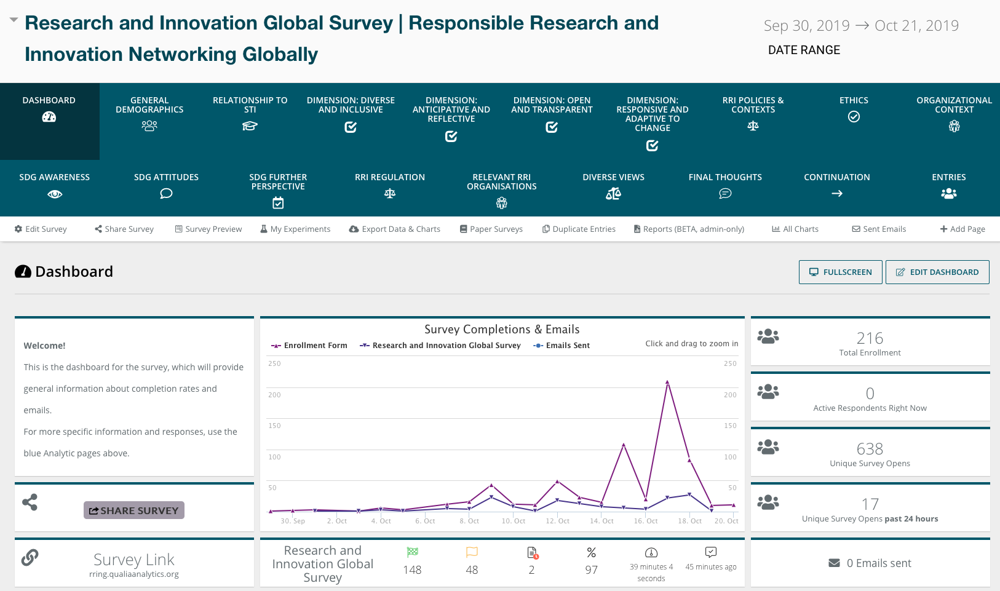 Research and Innovation Global Survey | Responsible Research and
Innovation Networking Globally
Sep 30, 2019 → Oct 21, 2019
DATE RANGE
DASHBOARD
GENERAL
DEMOGRAPHICS
RELATIONSHIP TO
STI
DIMENSION: DIVERSE
AND INCLUSIVE
DIMENSION:
ANTICIPATIVE AND
REFLECTIVE
DIMENSION: OPEN
AND TRANSPARENT
DIMENSION:
RESPONSIVE AND
ADAPTIVE TO
CHANGE
RRI POLICIES &
CONTEXTS
ETHICS
ORGANIZATIONAL
CONTEXT
SDG AWARENESS
SDG ATTITUDES
SDG FURTHER
PERSPECTIVE
RRI REGULATION
RELEVANT RRI
ORGANISATIONS
DIVERSE VIEWS
FINAL THOUGHTS
CONTINUATION
ENTRIES
Edit Survey
Share Survey
Survey Preview
My Experiments
Export Data & Charts
Paper Surveys
Duplicate Entries
Reports (BETA, admin-only)
All Charts
Sent Emails
Add Page
Dashboard
FULLSCREEN
EDIT DASHBOARD
Welcome!
This is the dashboard for the survey, which will provide
general information about completion rates and
emails.
For more specific information and responses, use the
blue Analytic pages above.
SHARE SURVEY
Survey Link
rring.qualiaanalytics.org
Survey Completions & Emails
Enrollment Form
Research and Innovation Global Survey
Emails Sent
Click and drag to zoom in
250
250
200
200
150
150
100
100
50
50
30. Sep
2. Oct
4. Oct
6. Oct
8. Oct
10. Oct
12. Oct
14. Oct
16. Oct
18. Oct
20. Oct
Research and
Innovation Global
Survey
148
48
2
%
97
39 minutes 4
seconds
45 minutes ago
216
Total Enrollment
0
Active Respondents Right Now
638
Unique Survey Opens
17
Unique Survey Opens past 24 hours
0 Emails sent